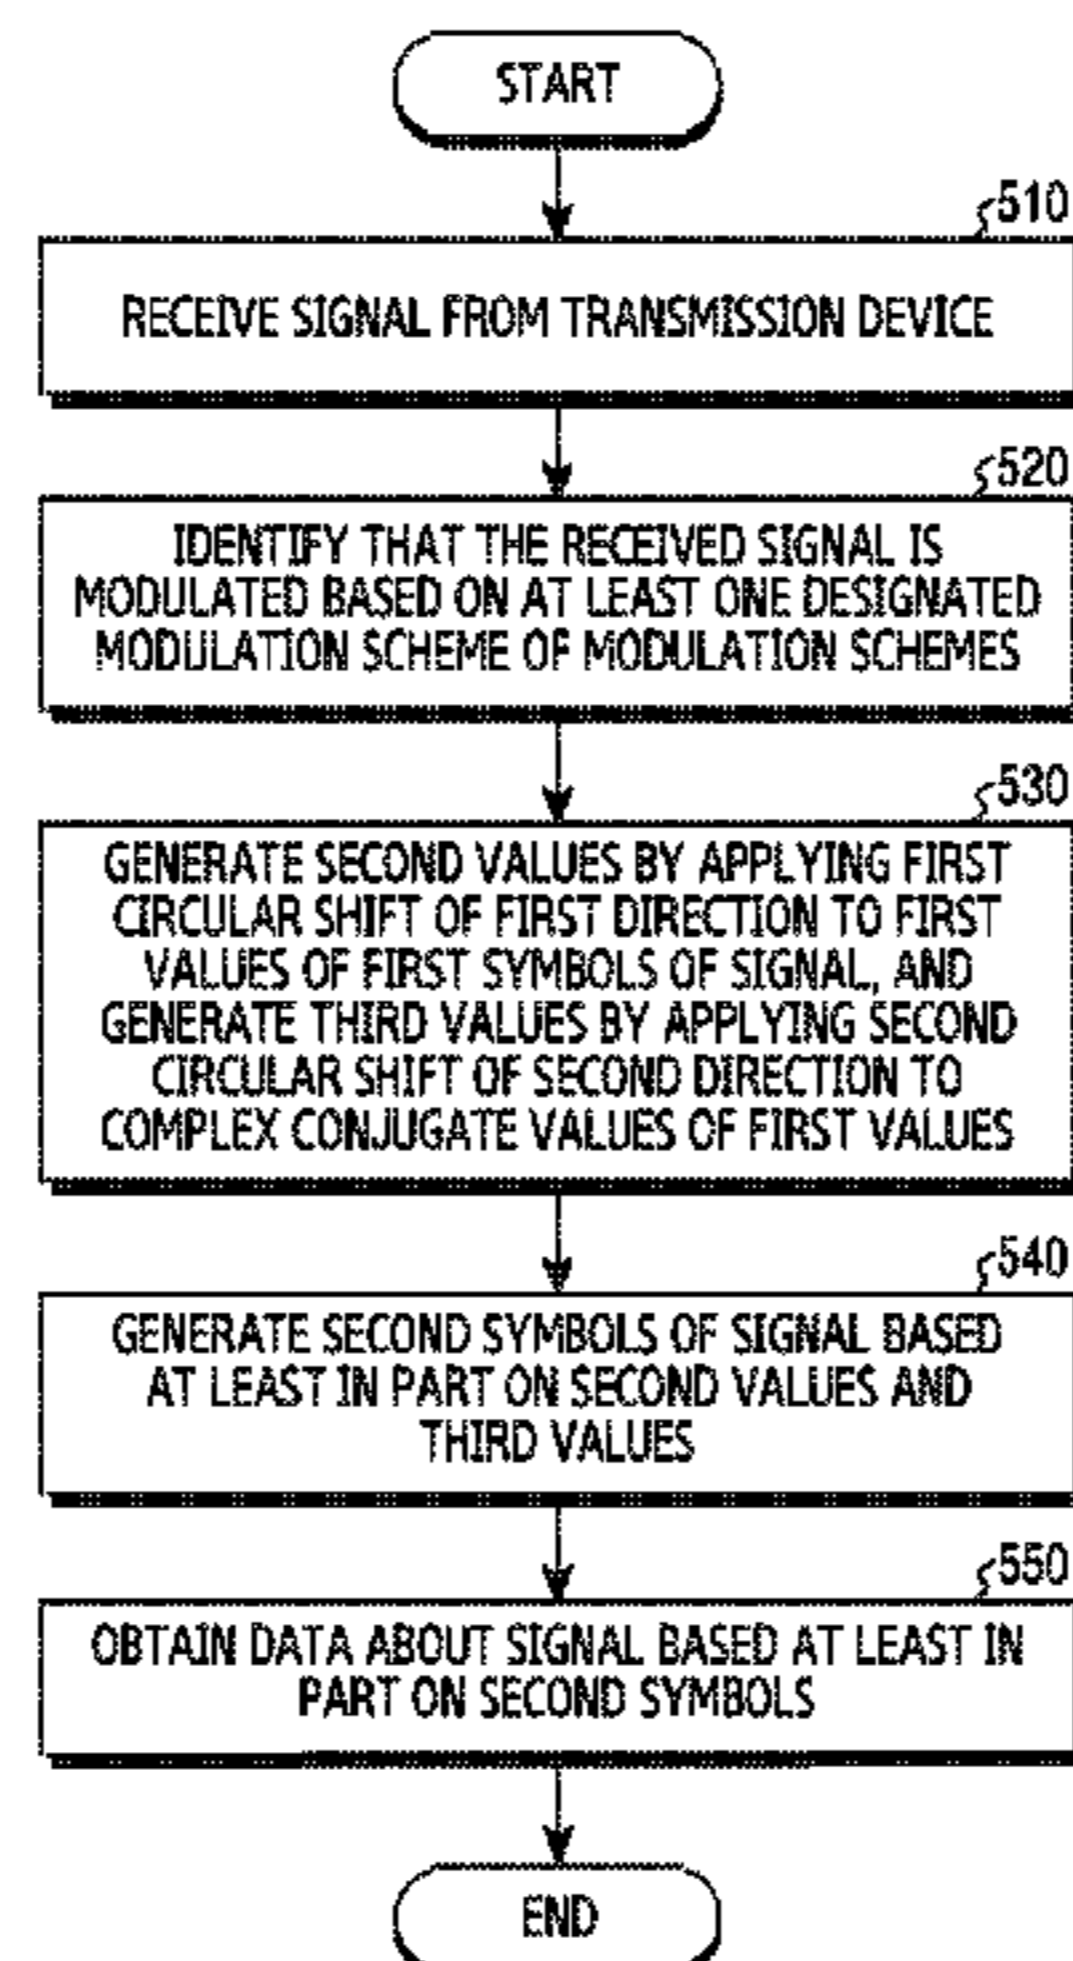 START
510
RECEIVE SIGNAL FROM TRANSMISSION DEVICE
520
IDENTIFY THAT THE RECEIVED SIGNAL IS
MODULATED BASED ON AT LEAST ONE DESIGNATED
MODULATION SCHEME OF MODULATION SCHEMES
530
GENERATE SECOND VALUES BY APPLYING FIRST
CIRCULAR SHIFT OF FIRST DIRECTION TO FIRST
VALUES OF FIRST SYMBOLS OF SIGNAL, AND
GENERATE THIRD VALUES BY APPLYING SECOND
CIRCULAR SHIFT OF SECOND DIRECTION TO
COMPLEX CONJUGATE VALUES OF FIRST VALUES
540
GENERATE SECOND SYMBOLS OF SIGNAL BASED
AT LEAST IN PART ON SECOND VALUES AND
THIRD VALUES
550
OBTAIN DATA ABOUT SIGNAL BASED AT LEAST IN
PART ON SECOND SYMBOLS
END